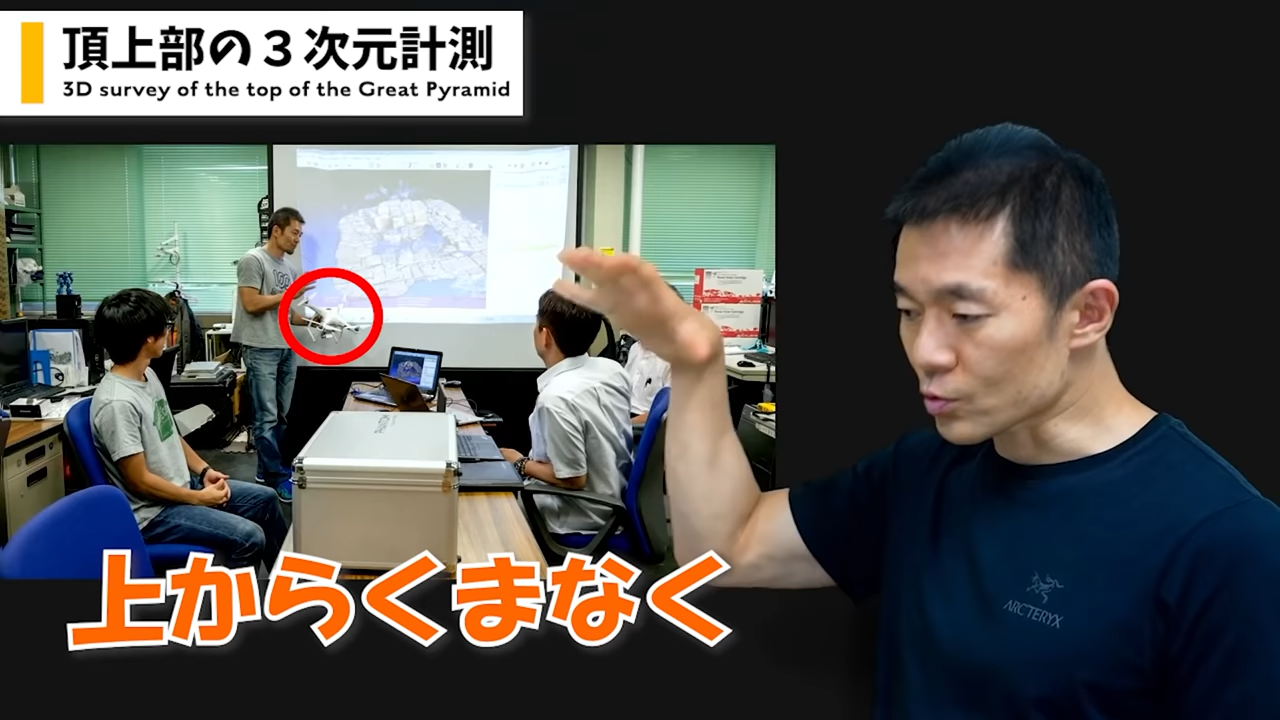 頂上部の３次元計測
3D survey of the top of the Great Pyramid
上からくまなく
ARC'TERYX